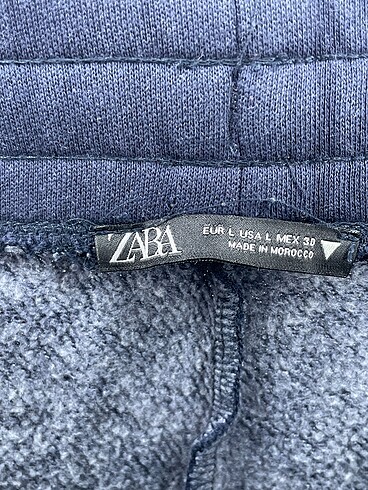 ZARA
EUR L USA L MEX 30
MADE IN MOROCCO